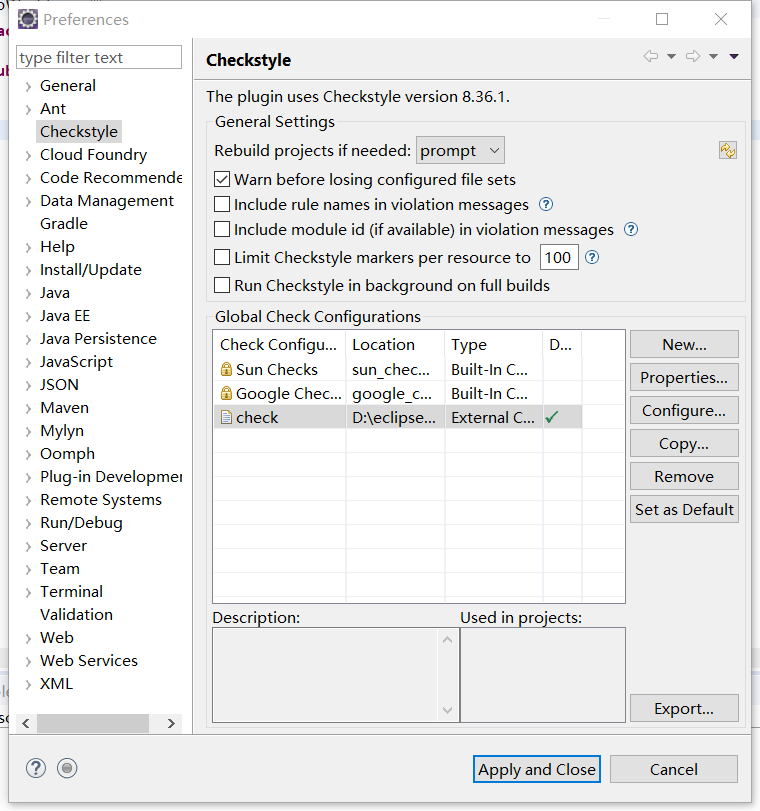 Preferences
type filter text
General
Ant
Checkstyle
Cloud Foundry
Code Recommende
Data Management
Gradle
Help
Install/Update
Java
Java EE
Java Persistence
JavaScript
JSON
Maven
Mylyn
Oomph
Plug-in Developmer
Remote Systems
Run/Debug
Server
Team
Terminal
Validation
Web
Web Services
XML
Checkstyle
The plugin uses Checkstyle version 8.36.1.
General Settings
Rebuild projects if needed: prompt
Warn before losing configured file sets
Include rule names in violation messages
Include module id (if available) in violation messages
Limit Checkstyle markers per resource to 100
Run Checkstyle in background on full builds
Global Check Configurations
Check Configu... Location Type D...
Sun Checks sun_chec... Built-In C...
Google Chec... google_c... Built-In C...
check D:\eclipse... External C... ✓
New...
Properties...
Configure...
Copy...
Remove
Set as Default
Description: Used in projects:
Export...
Apply and Close Cancel